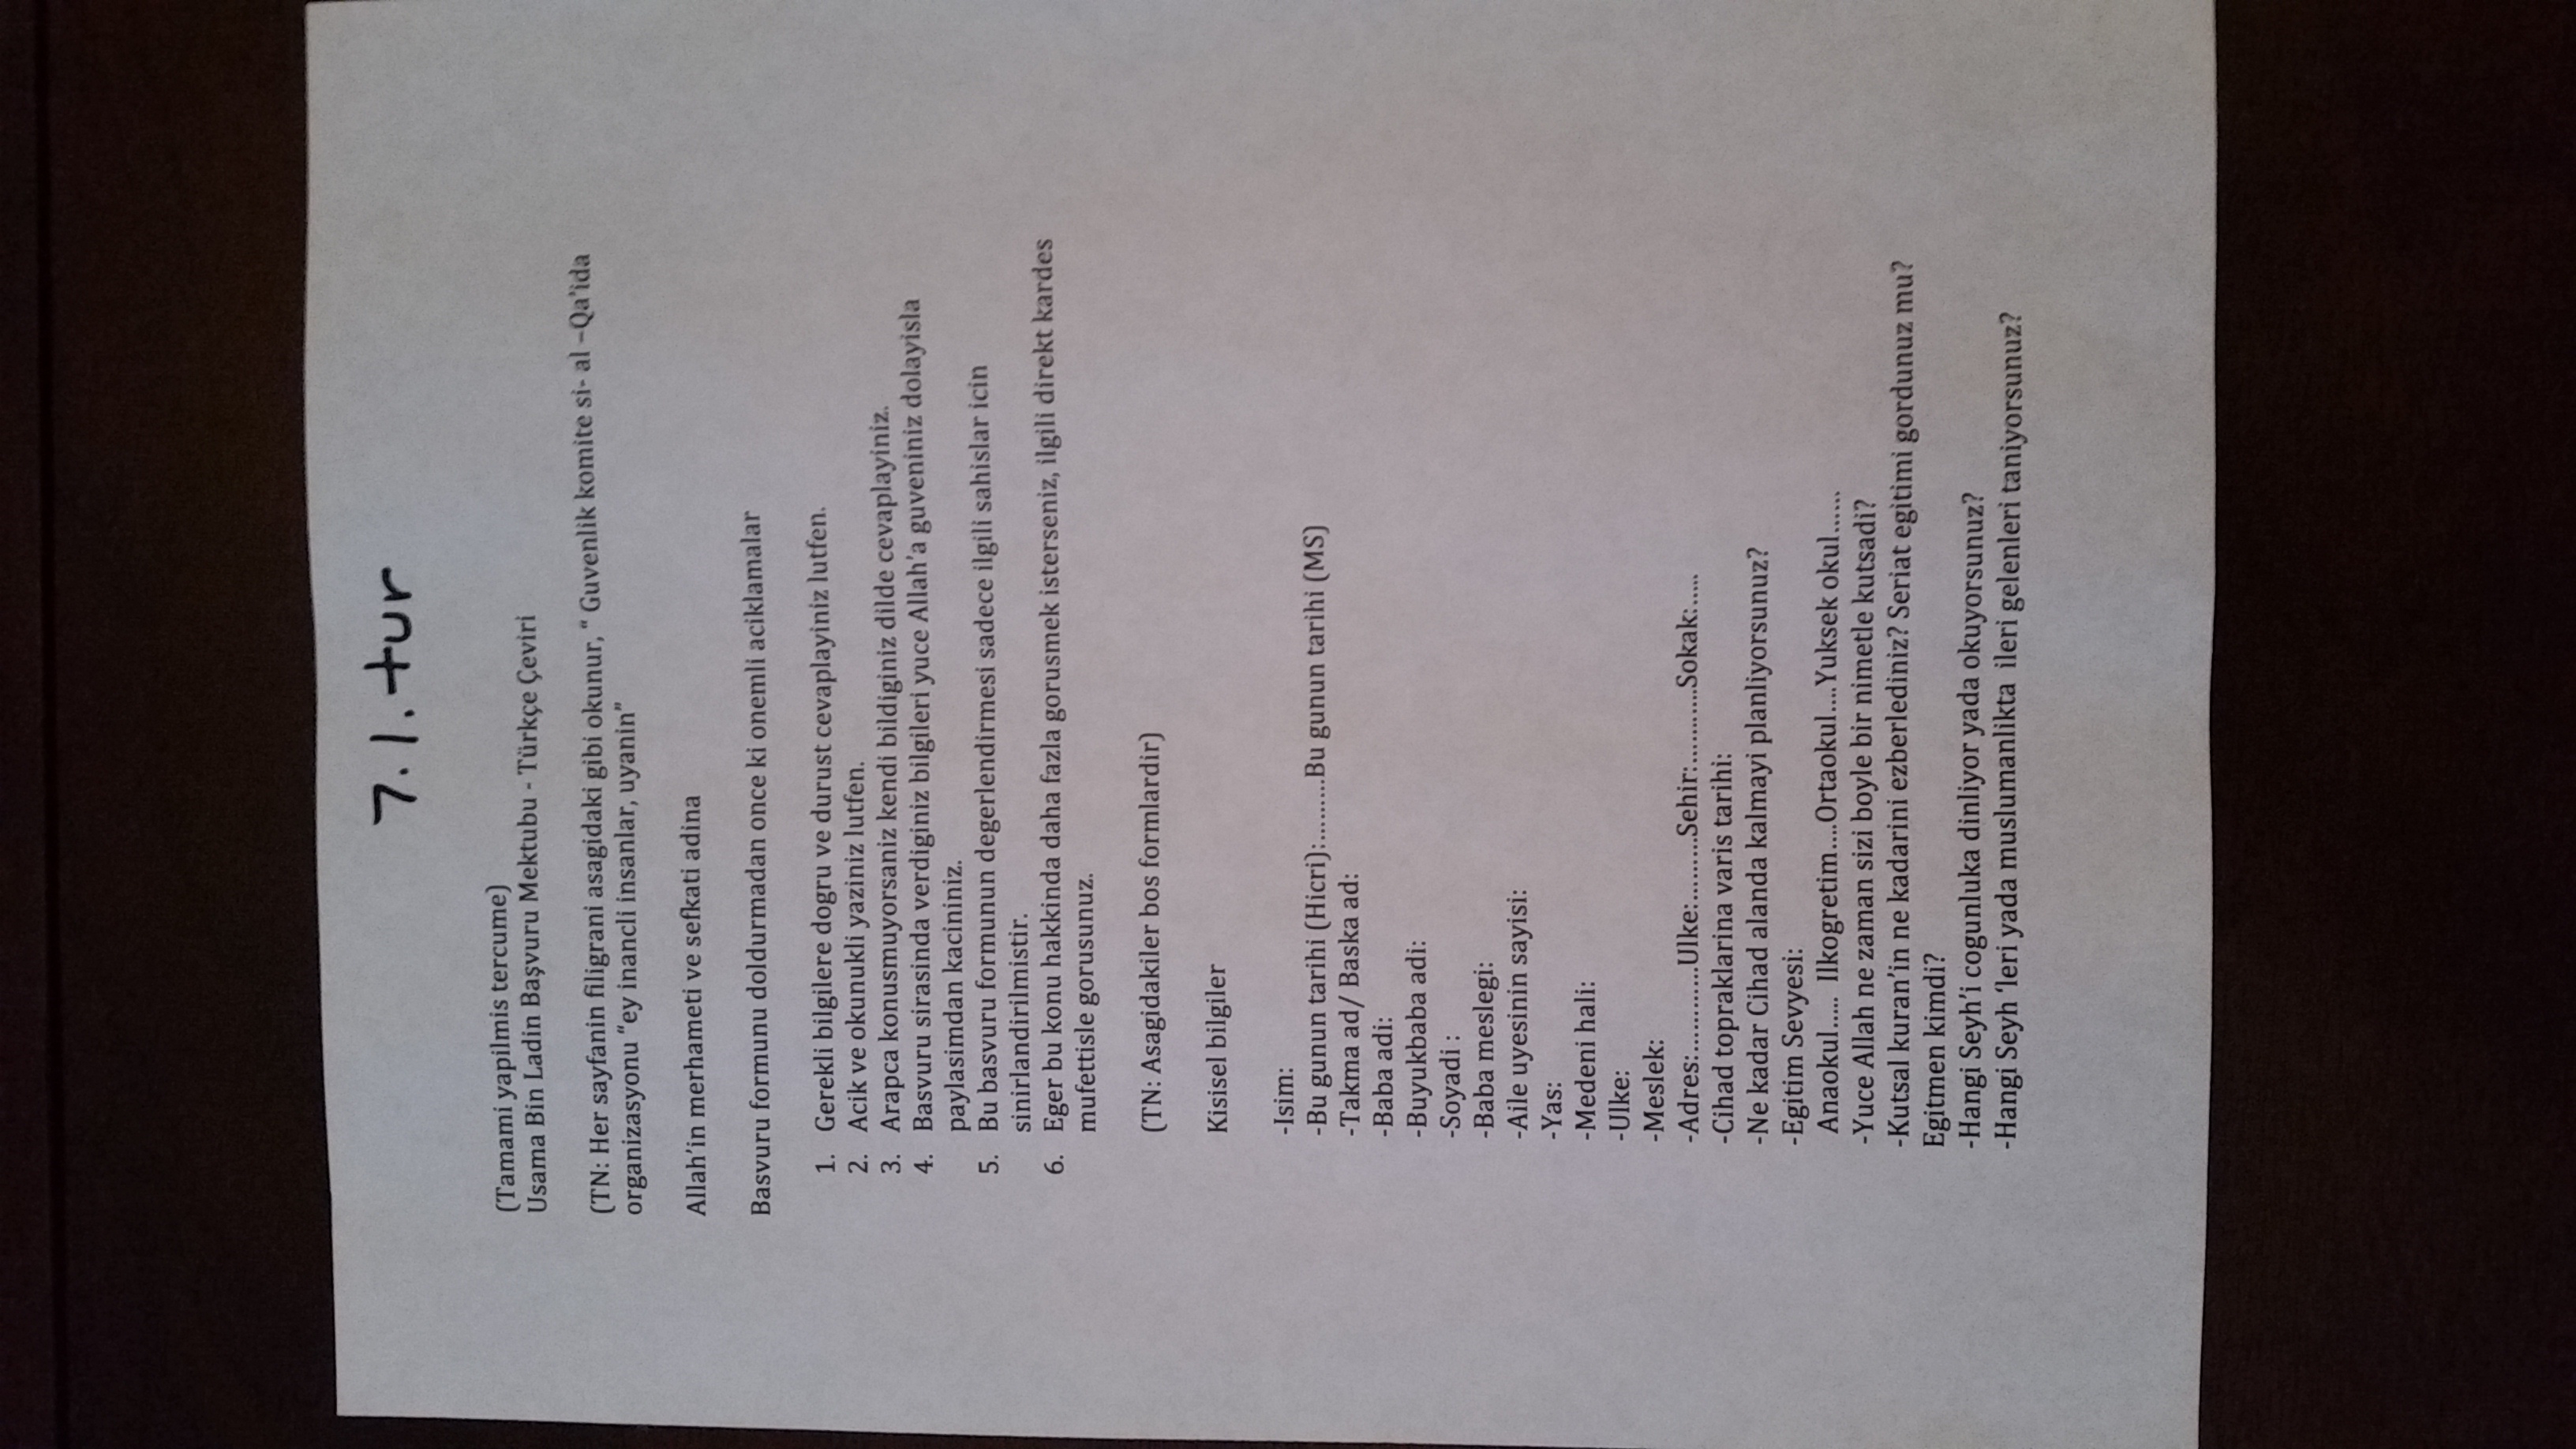 7.1.tur
(Tamami yapilmis tercume)
Usama Bin Ladin Başvuru Mektubu - Türkçe Çeviri
(TN: Her sayfanin filigrani asagidaki gibi okunur, “ Guvenlik komite si- al –Qa’ida
organizasyonu “ey inancli insanlar, uyanin”
Allah’in merhameti ve sefkati adina
Basvuru formunu doldurmadan once ki onemli aciklamalar
1. Gerekli bilgilere dogru ve durust cevaplayiniz lutfen.
2. Acik ve okunukli yaziniz lutfen.
3. Arapca konusmuyorsaniz kendi bildiginiz dilde cevaplayiniz.
4. Basvuru sirasinda verdiginiz bilgileri yuce Allah’a guveniniz dolayisla
paylasimdan kacininiz.
5. Bu basvuru formunun degerlendirmesi sadece ilgili sahislar icin
sinirlandirilmistir.
6. Eger bu konu hakkinda daha fazla gorusmek isterseniz, ilgili direkt kardes
mufettisle gorusunuz.
(TN: Asagidakiler bos formlardir)
Kisisel bilgiler
-Isim:
-Bu gunun tarihi (Hicri):.........Bu gunun tarihi (MS)
-Takma ad/ Baska ad:
-Baba adi:
-Buyukbaba adi:
-Soyadi :
-Baba meslegi:
-Aile uyesinin sayisi:
-Yas:
-Medeni hali:
-Ulke:
-Meslek:
-Adres:............Ulke:.........Sehir:...........Sokak:.....
-Cihad topraklarina varis tarihi:
-Ne kadar Cihad alanda kalmayi planliyorsunuz?
-Egitim Sevyesi:
Anaokul..... Ilkogretim....Ortaokul....Yuksek okul......
-Yuce Allah ne zaman sizi boyle bir nimetle kutsadi?
-Kutsal kuran’in ne kadarini ezberlediniz? Seriat egitimi gordunuz mu?
Egitmen kimdi?
-Hangi Seyh’i cogunluka dinliyor yada okuyorsunuz?
-Hangi Seyh ‘leri yada muslumanlikta ileri gelenleri taniyorsunuz?